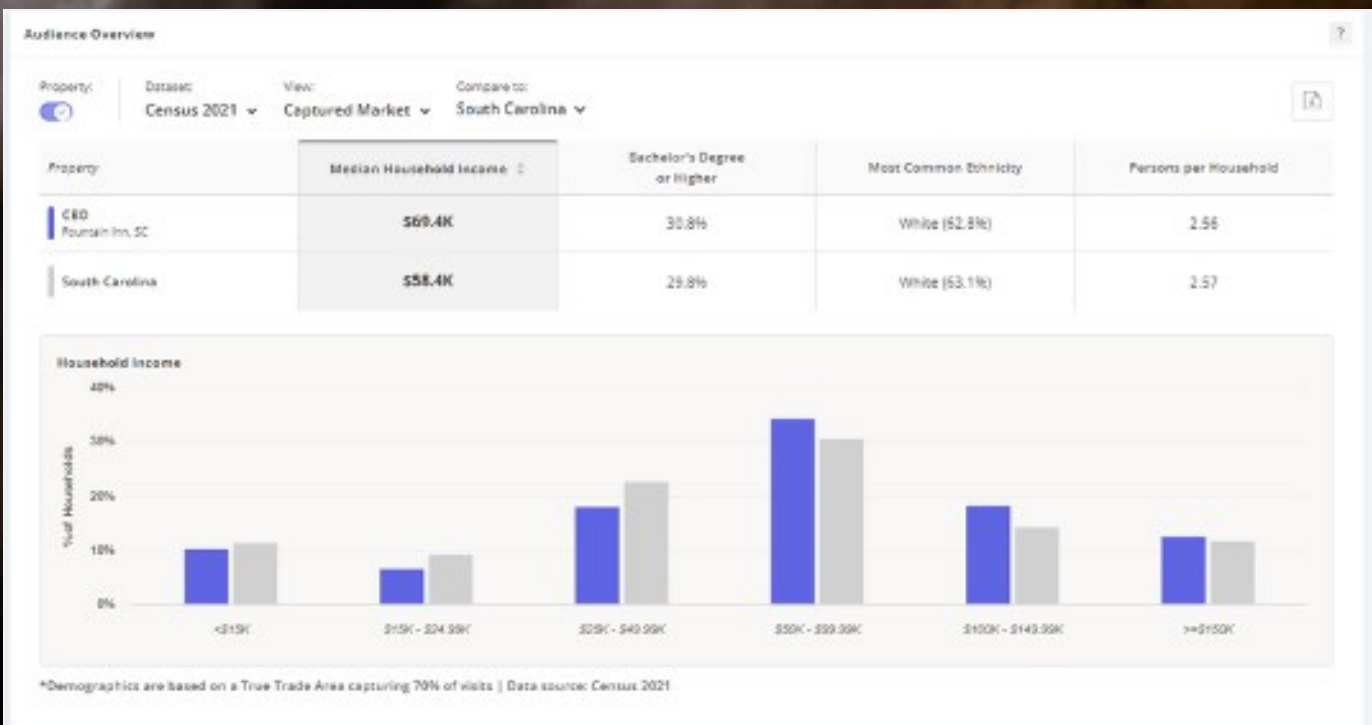 Audience Overview
?
Property:
Dataset:
View:
Compare to:
Census 2021
Captured Market
South Carolina
Property
Median Household Income
Bachelor's Degree
or Higher
Most Common Ethnicity
Persons per Household
CBD
Fountain Inn, SC
$69.4K
30.8%
White (62.8%)
2.56
South Carolina
$58.4K
29.8%
White (63.1%)
2.57
Household Income
% of Households
40%
30%
20%
10%
0%
<$15K
$15K - $24.99K
$25K - $49.99K
$50K - $99.99K
$100K - $149.99K
>=$150K
*Demographics are based on a True Trade Area capturing 70% of visits | Data source: Census 2021